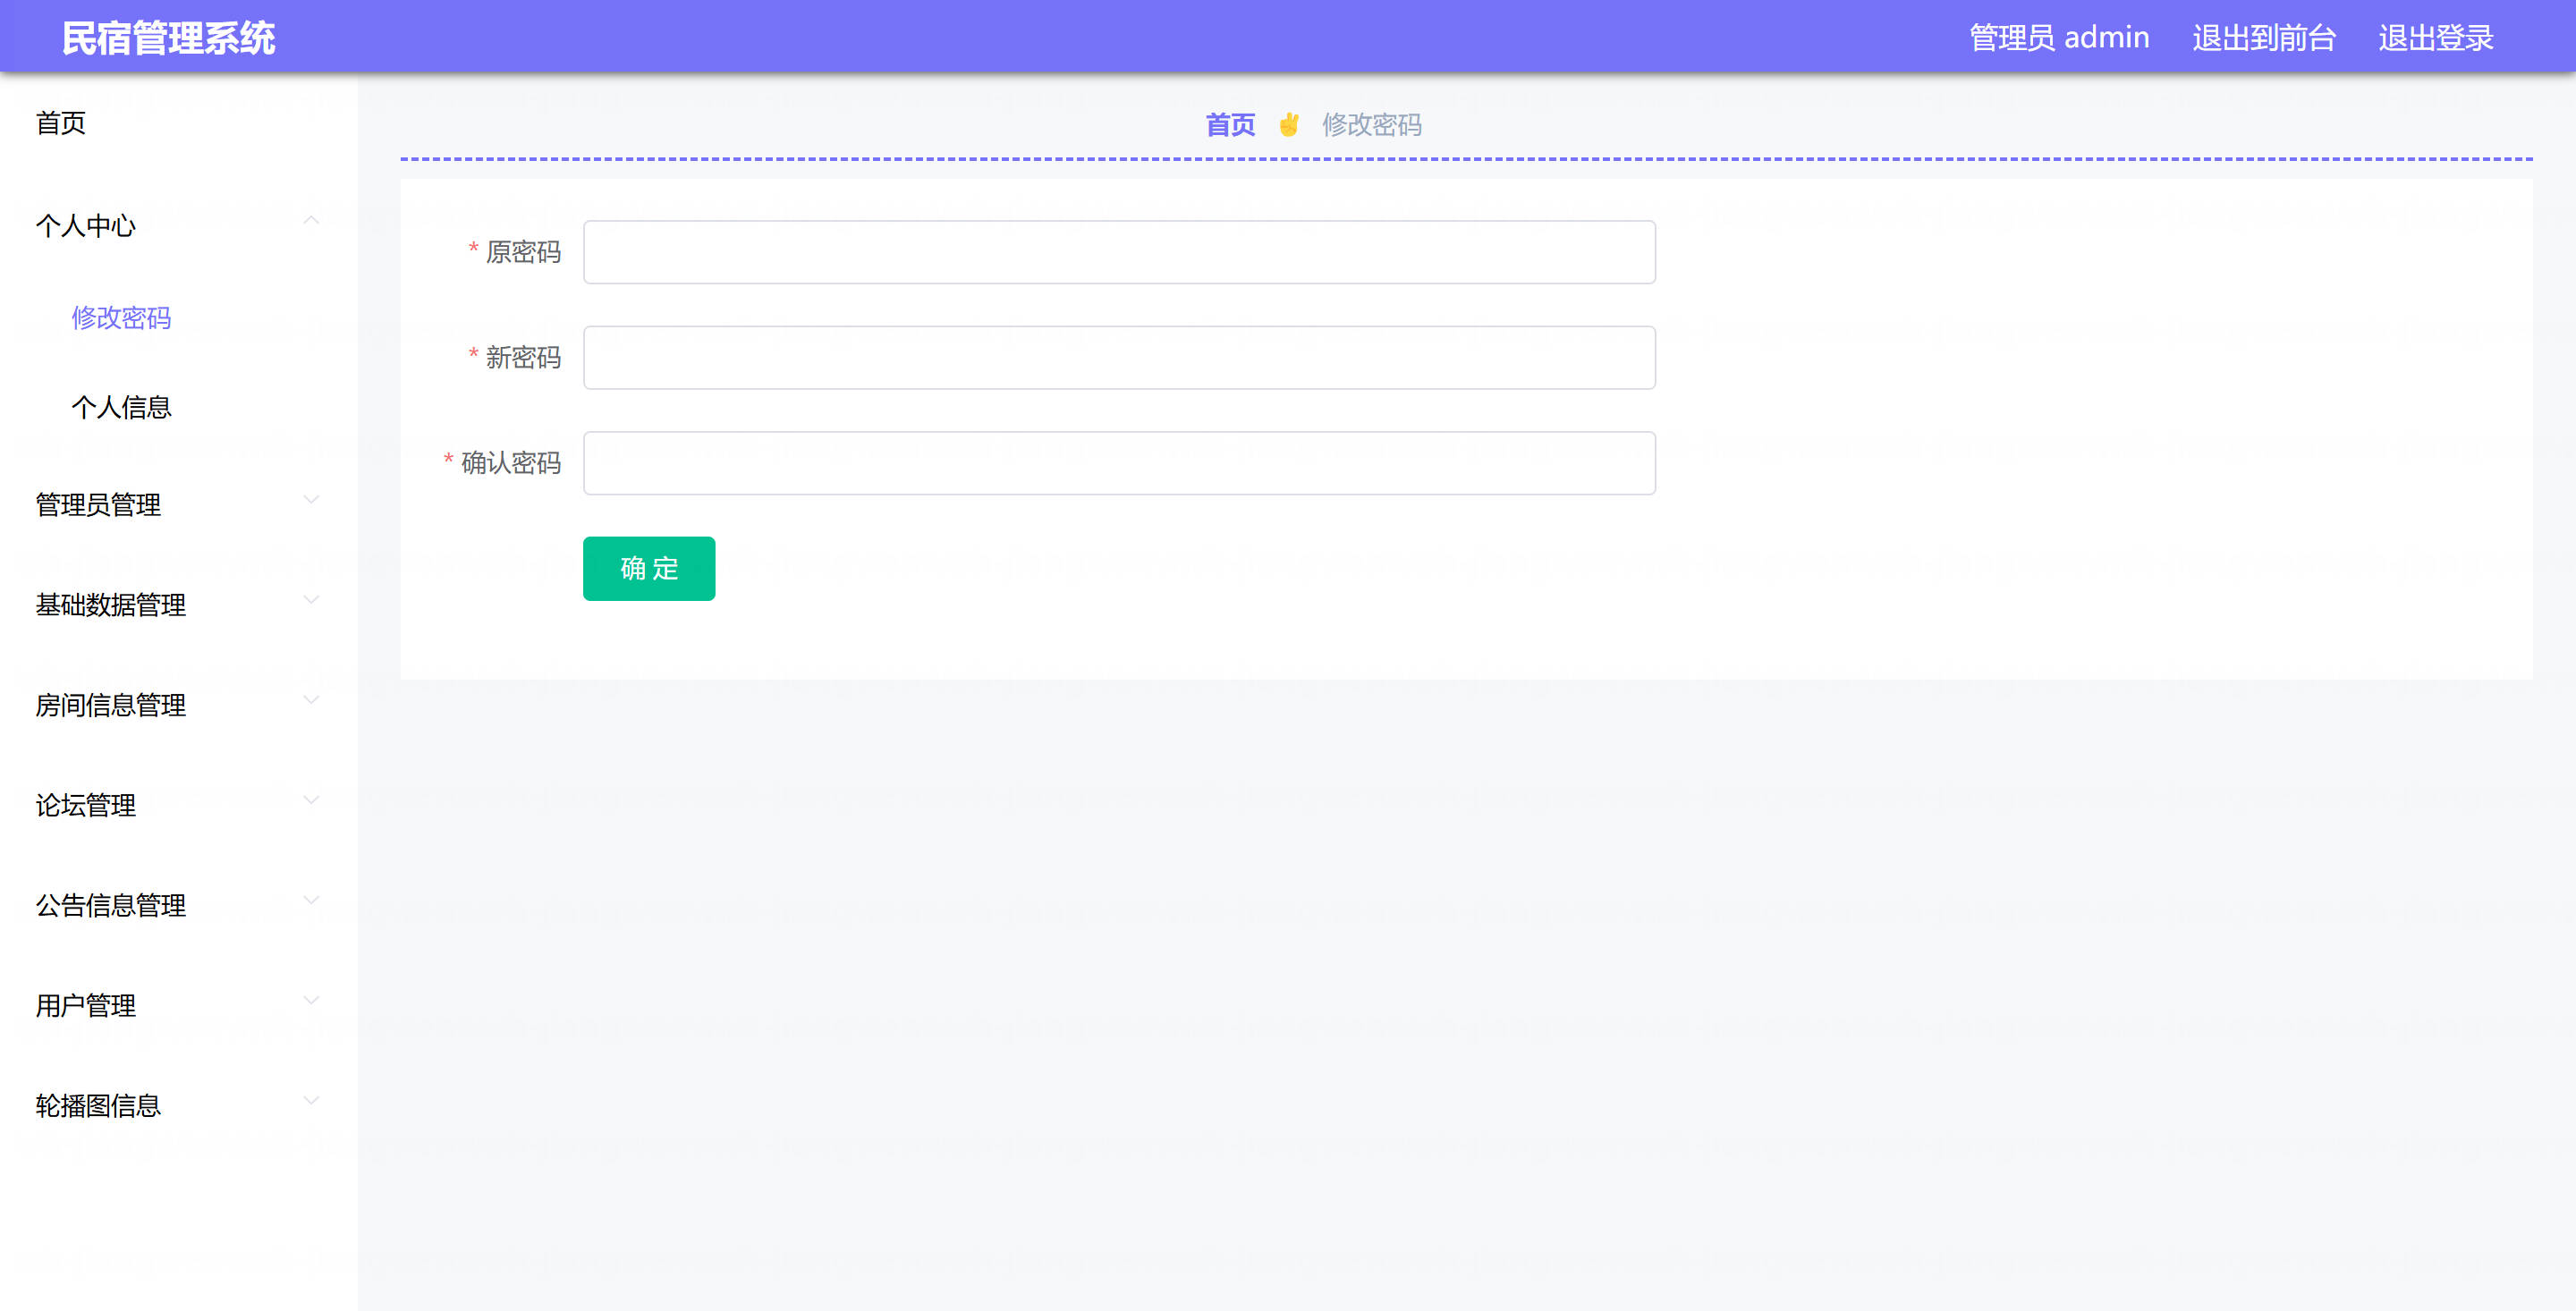 民宿管理系统
管理员 admin 退出到前台 退出登录
首页
个人中心
修改密码
个人信息
管理员管理
基础数据管理
房间信息管理
论坛管理
公告信息管理
用户管理
轮播图信息
首页 ✌ 修改密码
* 原密码
* 新密码
* 确认密码
确 定